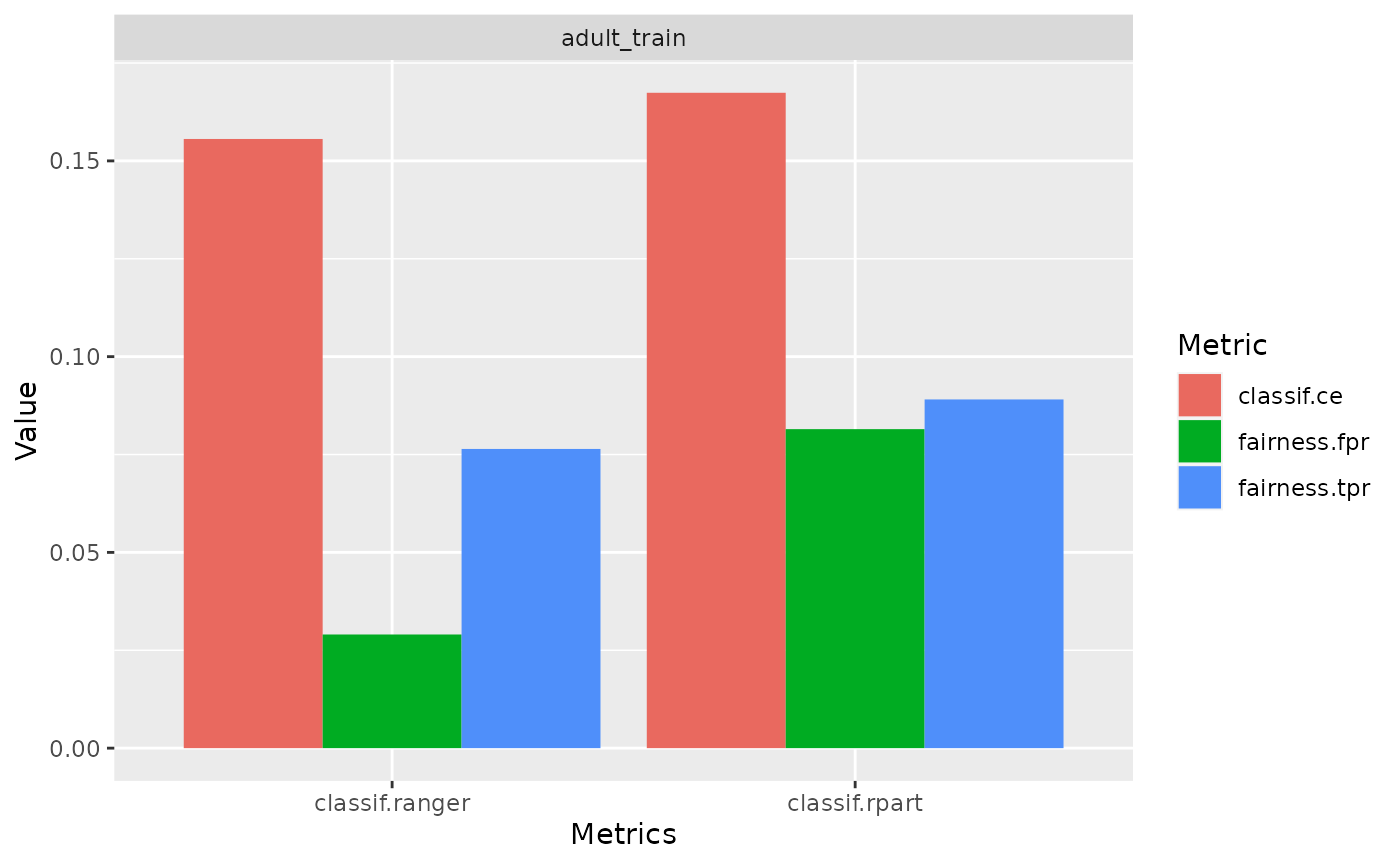 adult_train
0.15
0.10
0.05
0.00
Value
classif.ranger
classif.rpart
Metrics
Metric
classif.ce
fairness.fpr
fairness.tpr